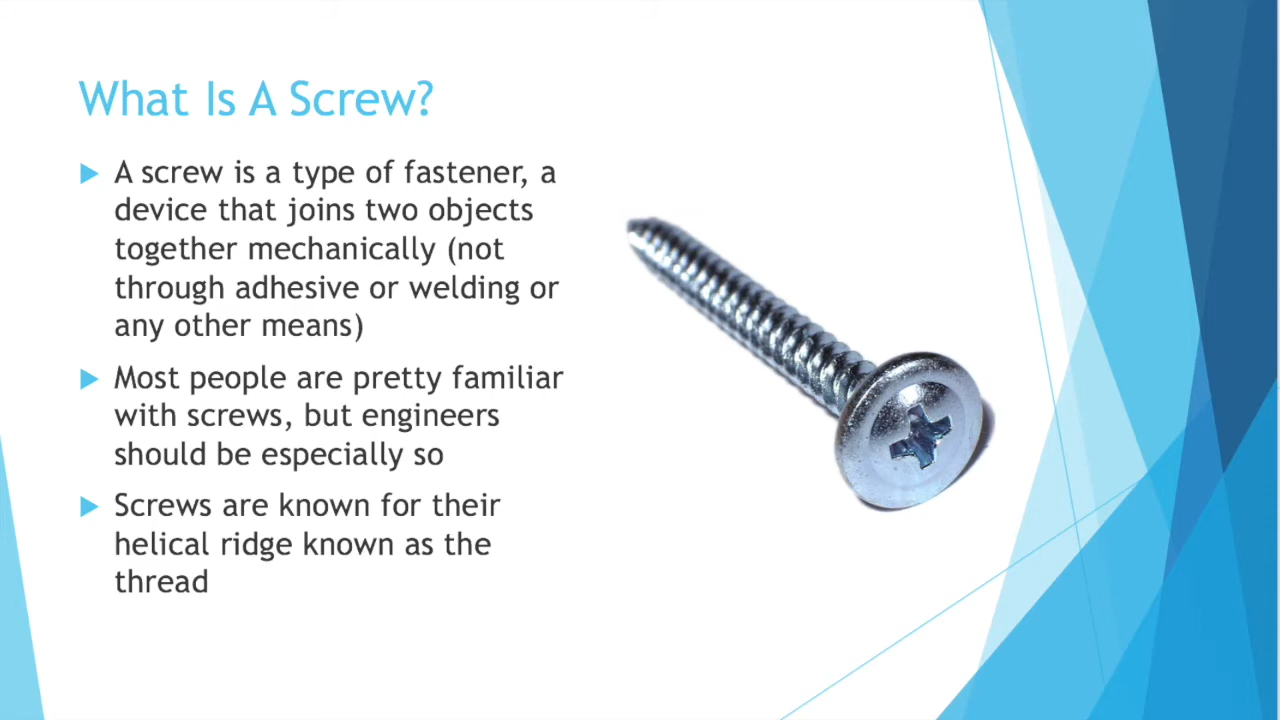 What Is A Screw?
A screw is a type of fastener, a
device that joins two objects
together mechanically (not
through adhesive or welding or
any other means)
Most people are pretty familiar
with screws, but engineers
should be especially so
Screws are known for their
helical ridge known as the
thread